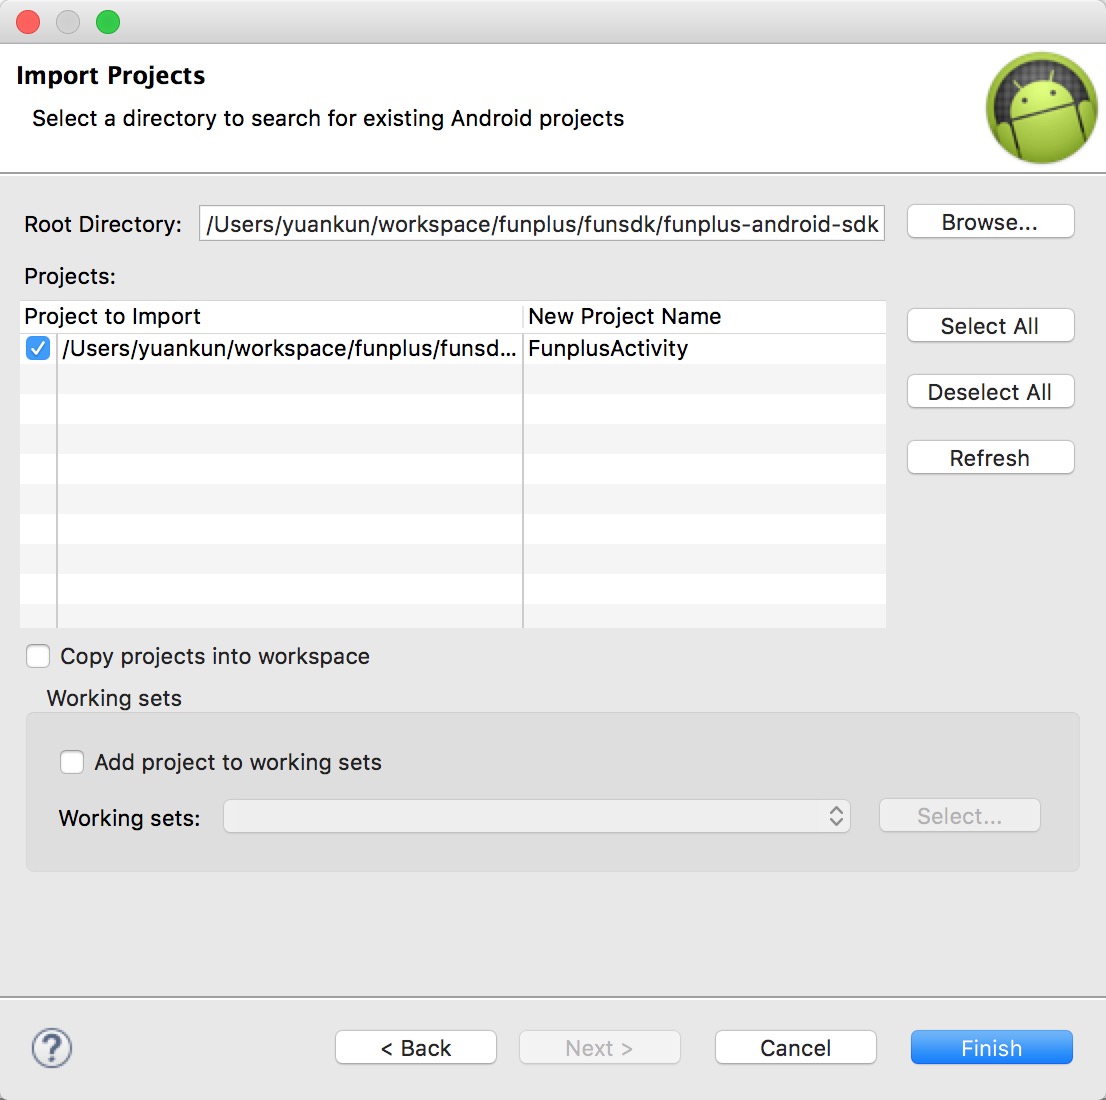 Import Projects
Select a directory to search for existing Android projects
Root Directory: /Users/yuankun/workspace/funplus/funsdk/funplus-android-sdk Browse...
Projects:
Project to Import New Project Name
/Users/yuankun/workspace/funplus/funsd... FunplusActivity
Select All
Deselect All
Refresh
Copy projects into workspace
Working sets
Add project to working sets
Working sets: Select...
? < Back Next > Cancel Finish